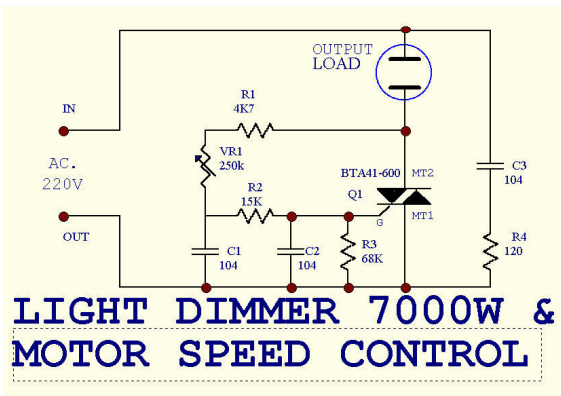 OUTPUT
LOAD
R1
4K7
IN
VR1
250k
AC.
220V
BTA41-600
MT2
C3
104
R2
15K
Q1
G
MT1
OUT
C1
104
C2
104
R3
68K
R4
120
LIGHT DIMMER 7000W &
MOTOR SPEED CONTROL